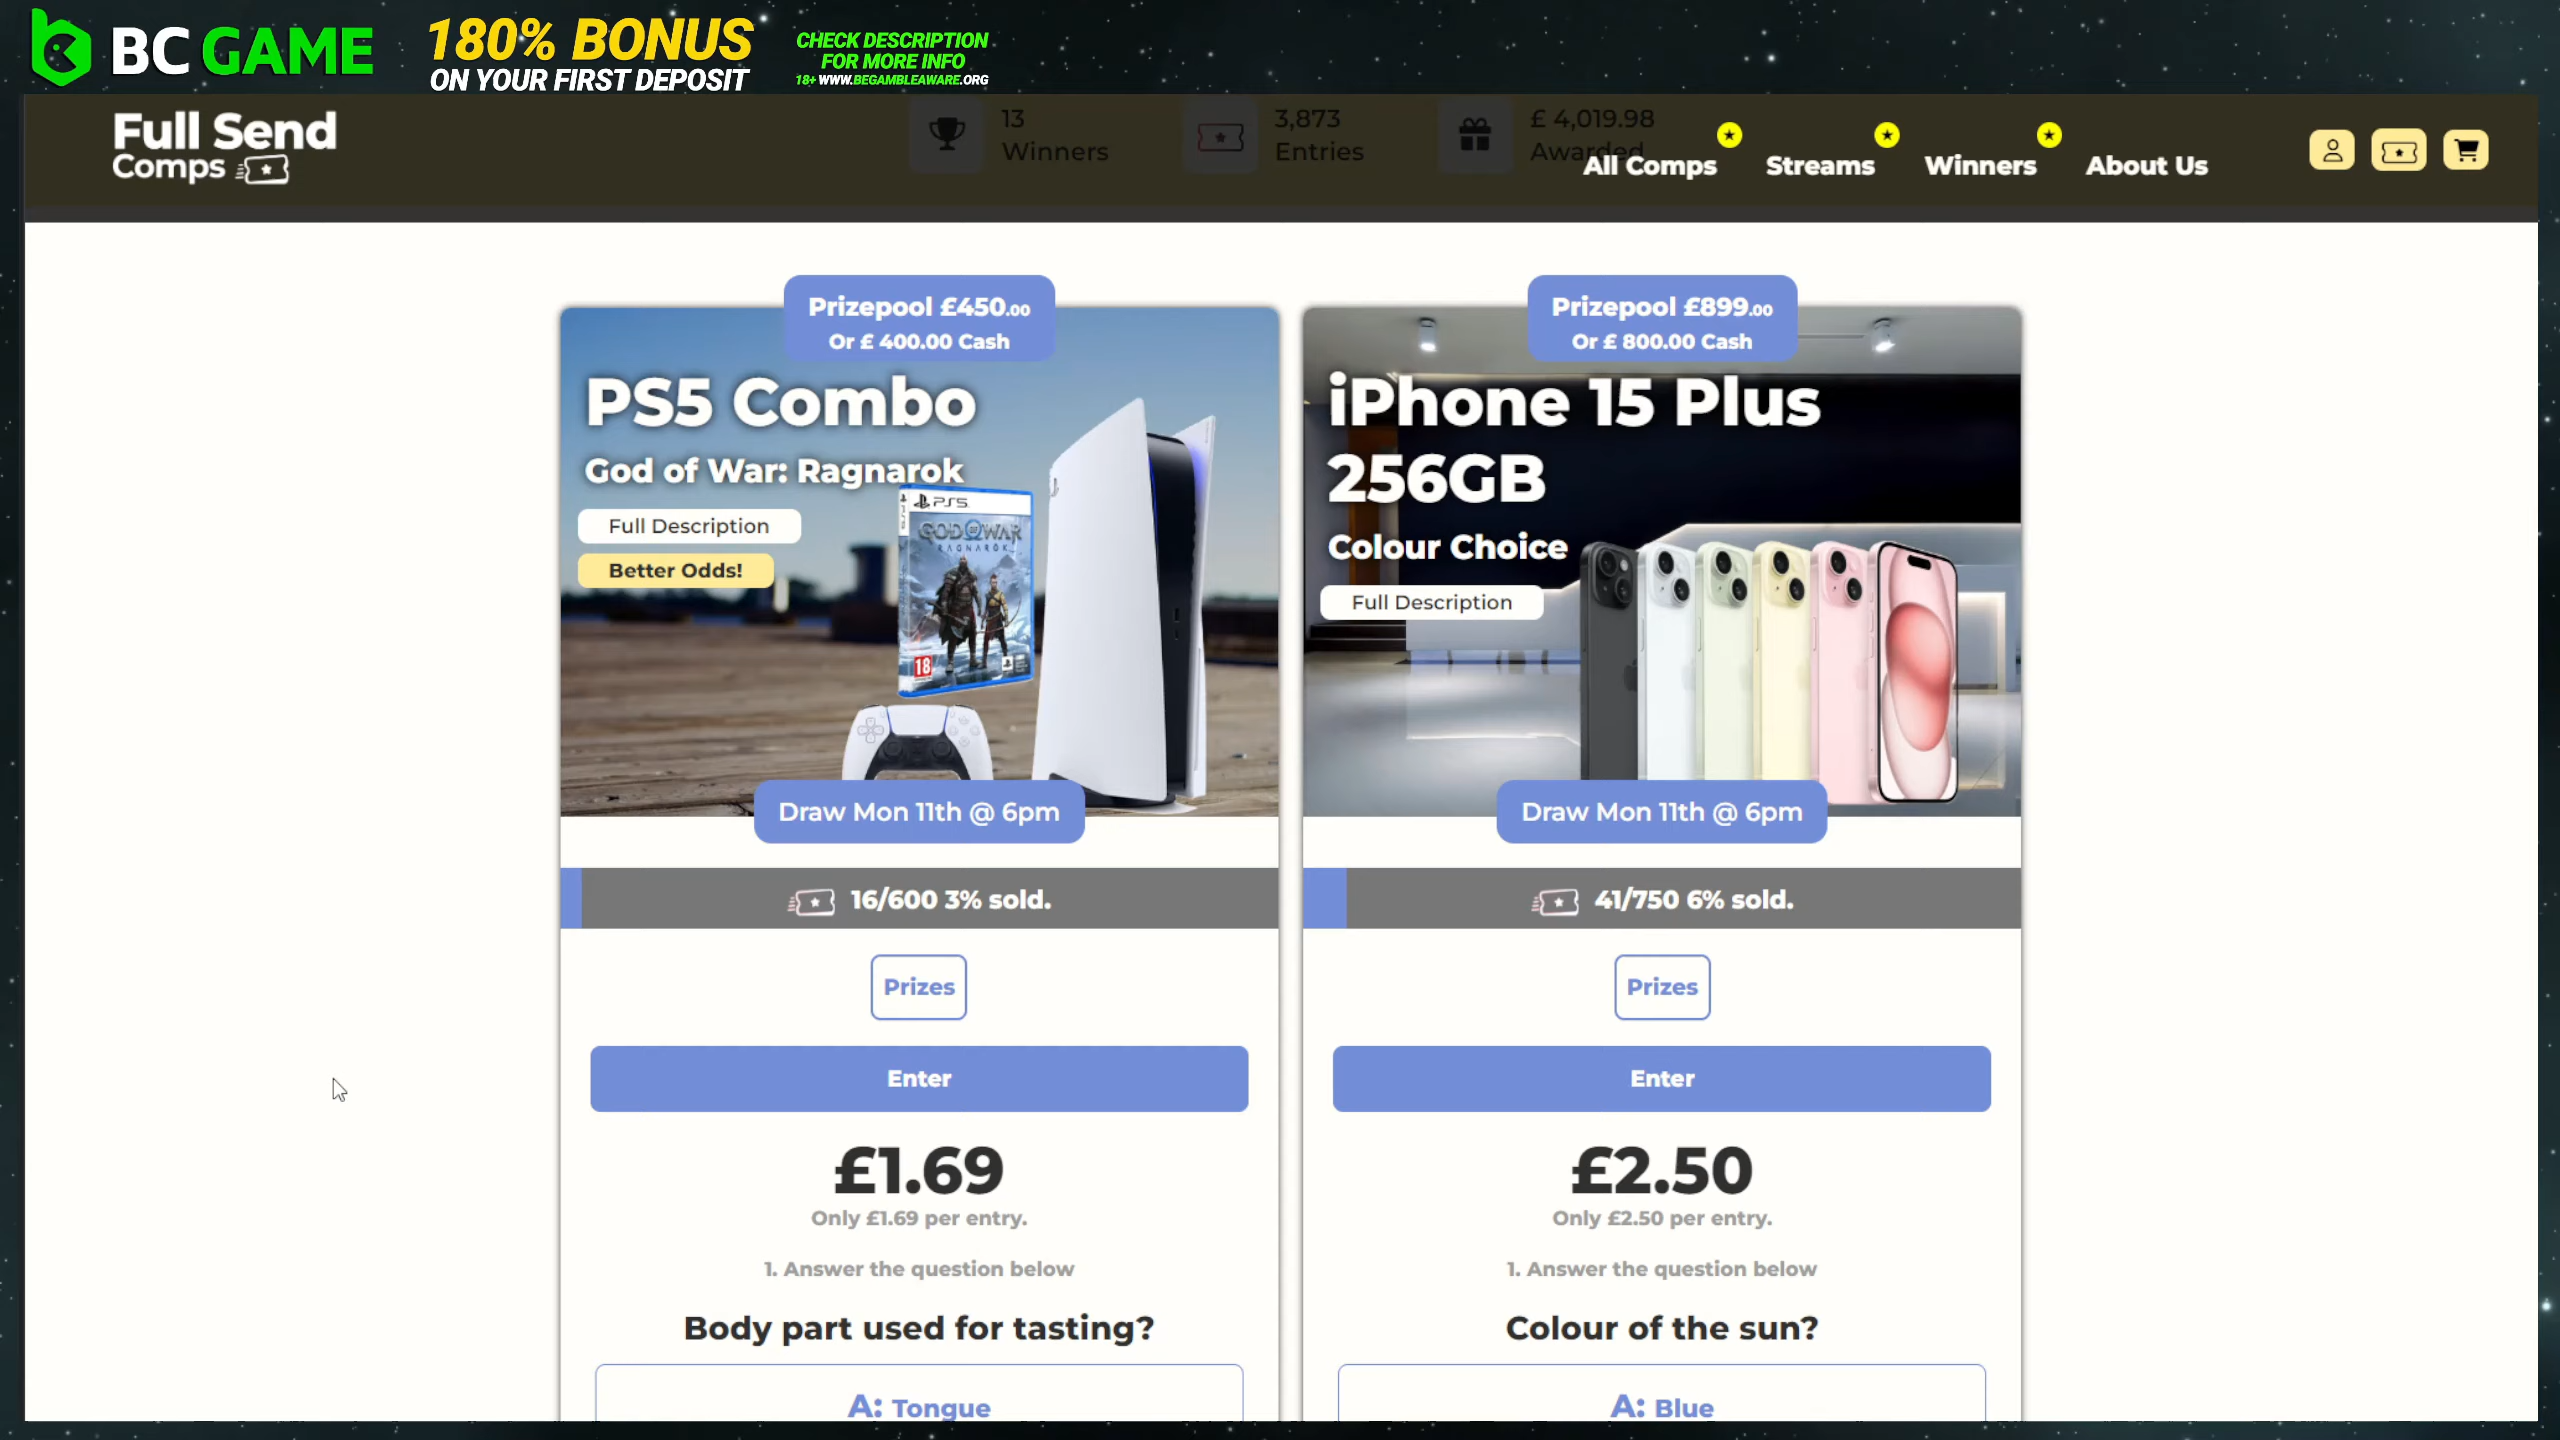 BC GAME
180% BONUS
ON YOUR FIRST DEPOSIT
CHECK DESCRIPTION
FOR MORE INFO
18+ WWW.BEGAMBLEAWARE.ORG
Full Send
Comps
13
Winners
3,873
Entries
£ 4,019.98
Awarded
All Comps
Streams
Winners
About Us
Prizepool £450.00
Or £ 400.00 Cash
PS5 Combo
God of War: Ragnarok
Full Description
Better Odds!
PS5
GOD OF WAR
RAGNARÖK
18
Draw Mon 11th @ 6pm
16/600 3% sold.
Prizes
Enter
£1.69
Only £1.69 per entry.
1. Answer the question below
Body part used for tasting?
A: Tongue
Prizepool £899.00
Or £ 800.00 Cash
iPhone 15 Plus
256GB
Colour Choice
Full Description
Draw Mon 11th @ 6pm
41/750 6% sold.
Prizes
Enter
£2.50
Only £2.50 per entry.
1. Answer the question below
Colour of the sun?
A: Blue